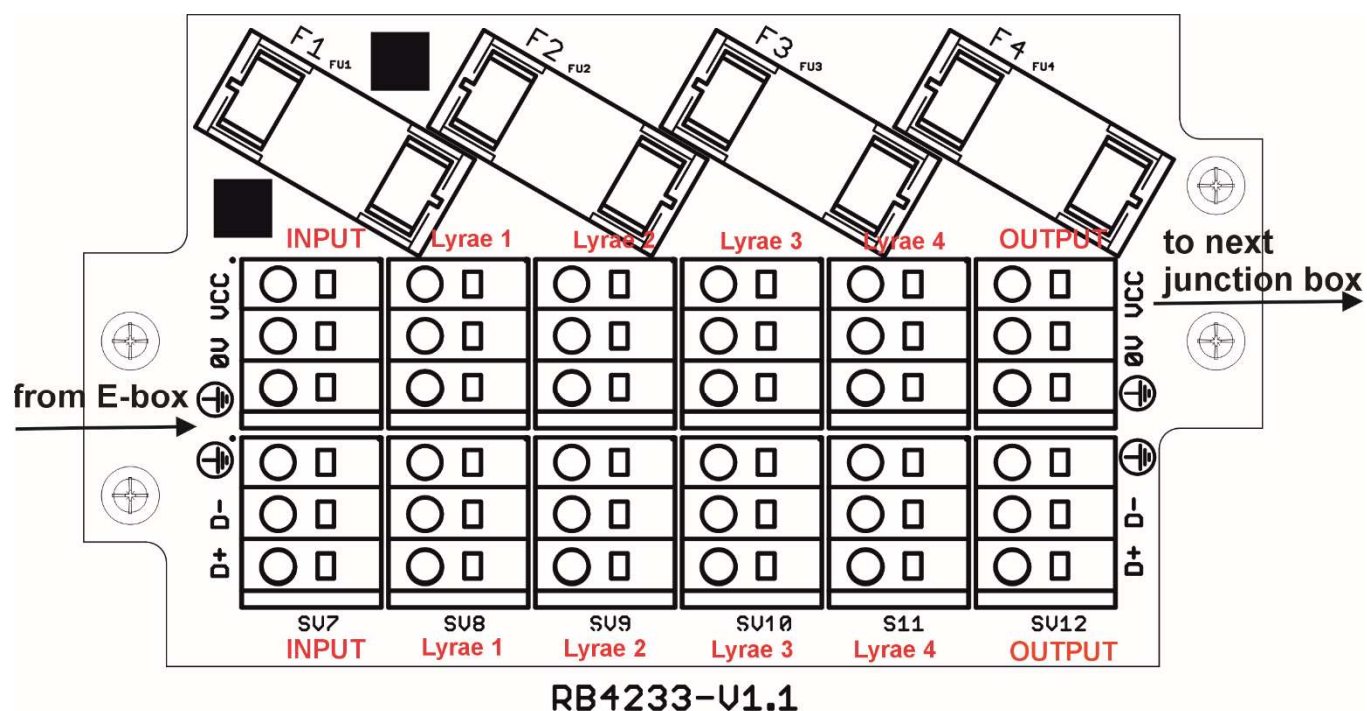 F1 FU1
F2 FU2
F3 FU3
F4 FU4
INPUT Lyrae 1 Lyrae 2 Lyrae 3 Lyrae 4 OUTPUT
to next
junction box
VCC VCC
0V 0V
from E-box
D- D-
D+ D+
SV7 SV8 SV9 SV10 S11 SV12
INPUT Lyrae 1 Lyrae 2 Lyrae 3 Lyrae 4 OUTPUT
RB4233-V1.1